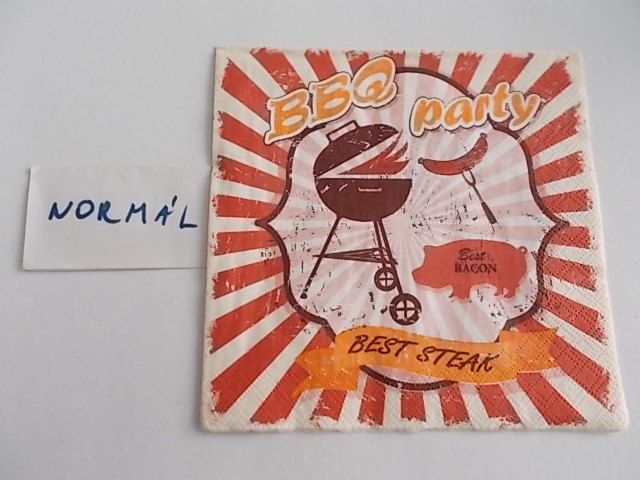 BBQ party
NORMÁL
Best
BACON
BEST STEAK